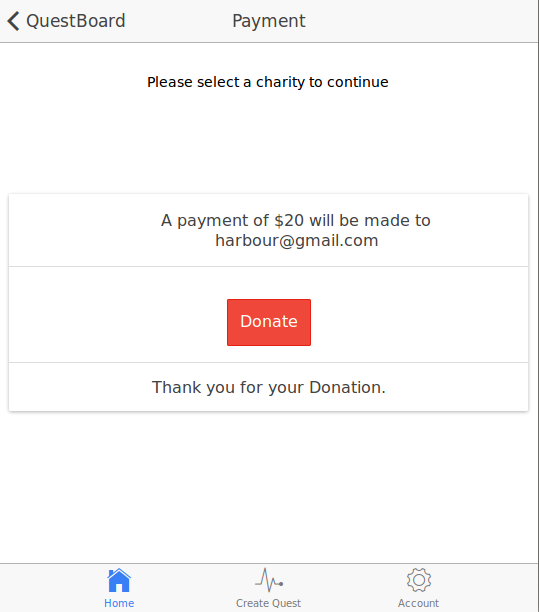 QuestBoard Payment
Please select a charity to continue
A payment of $20 will be made to
harbour@gmail.com
Donate
Thank you for your Donation.
Home Create Quest Account